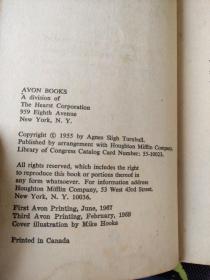 AVON BOOKS
A division of
The Hearst Corporation
959 Eighth Avenue
New York, N. Y.
Copyright © 1955 by Agnes Sligh Turnbull.
Published by arrangement with Houghton Mifflin Company.
Library of Congress Catalog Card Number: 55-10023.
All rights reserved, which includes the right
to reproduce this book or portions thereof in
any form whatsoever. For information address
Houghton Mifflin Company, 53 West 43rd Street,
New York, N. Y. 10036.
First Avon Printing, June, 1967
Third Avon Printing, February, 1969
Cover illustration by Mike Hooks
Printed in Canada